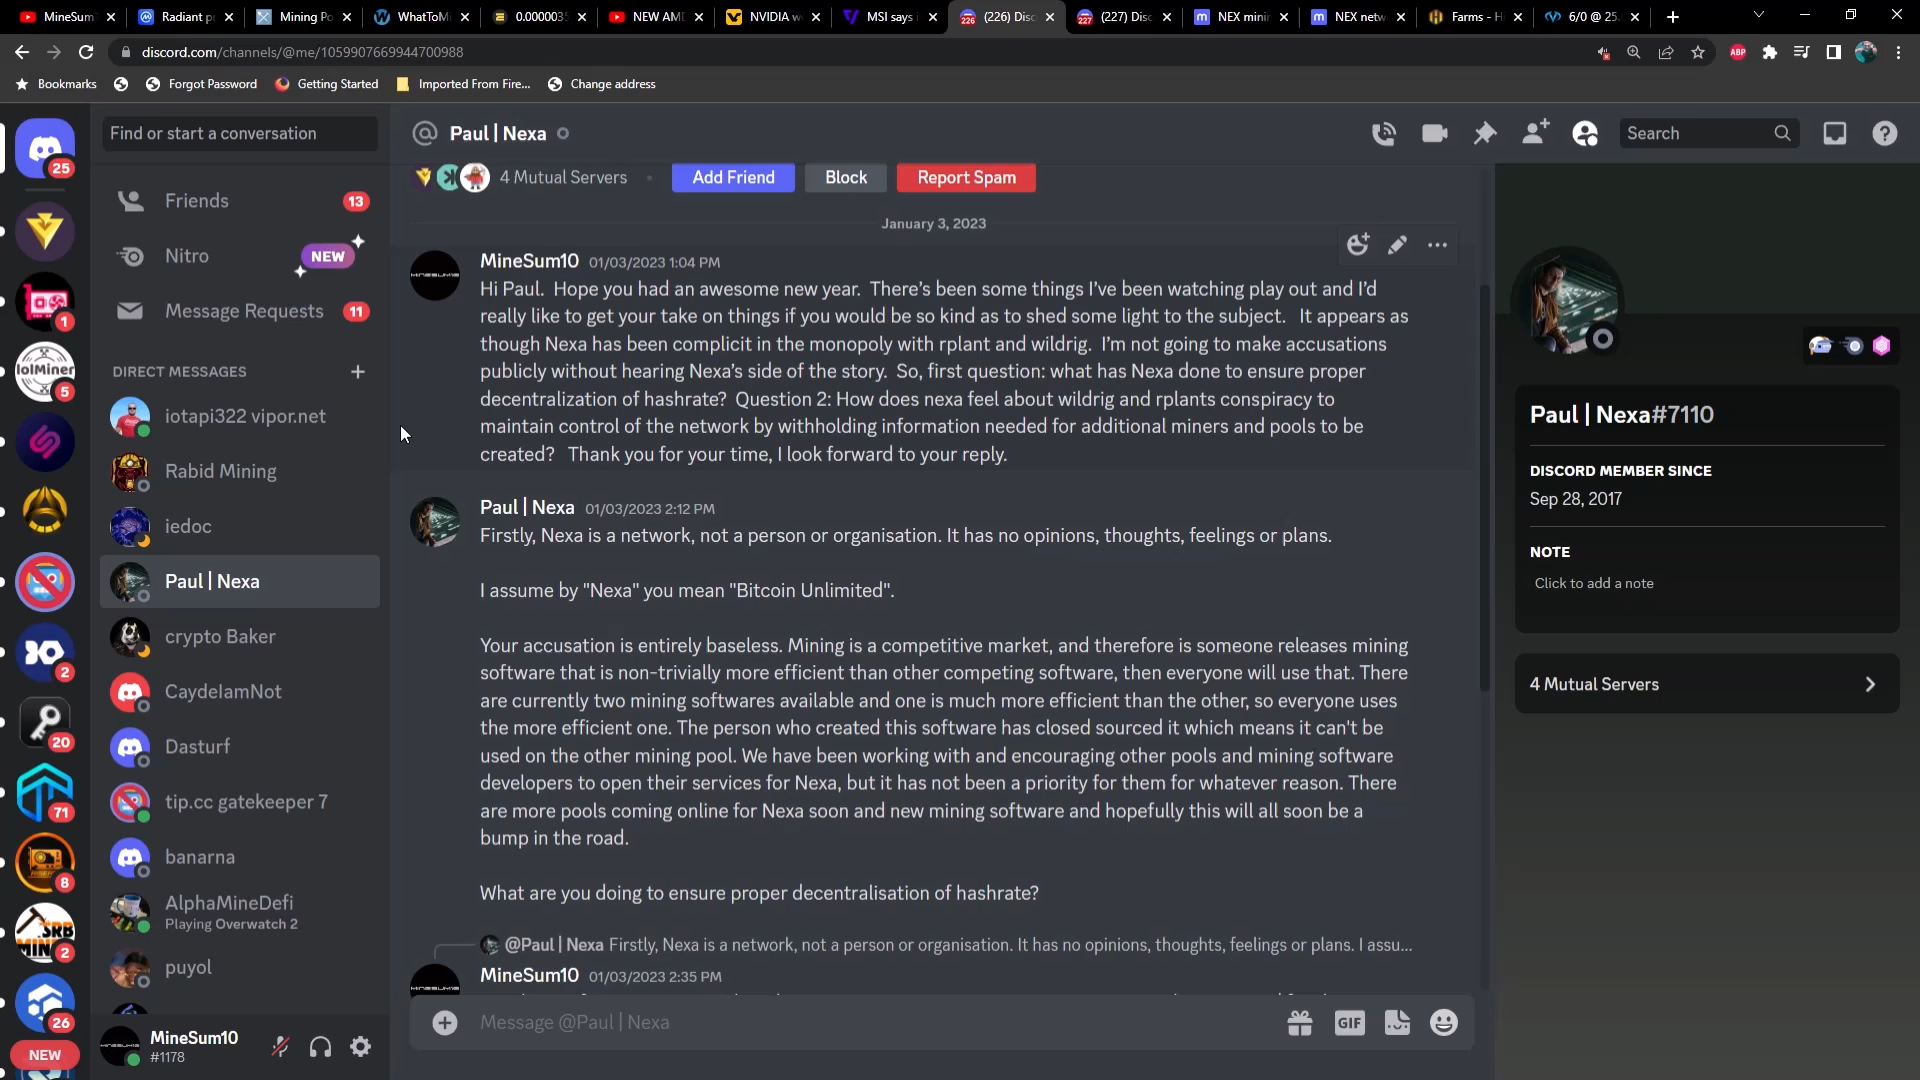 MineSum
Radiant p
Mining Po
WhatToMi
0.0000035
NEW AMD
NVIDIA w
MSI says
(226) Disc
(227) Disc
NEX minin
NEX netw
Farms - H
6/0 @ 25.
discord.com/channels/@me/1059907669944700988
ABP
Bookmarks
Forgot Password
Getting Started
Imported From Fire...
Change address
Find or start a conversation
Paul | Nexa
Search
25
Friends
13
Nitro
NEW
Message Requests
11
DIRECT MESSAGES
iotapi322 vipor.net
Rabid Mining
iedoc
Paul | Nexa
crypto Baker
CaydeIamNot
Dasturf
tip.cc gatekeeper 7
banarna
AlphaMineDefi
Playing Overwatch 2
puyol
1
lolMiner
5
2
20
71
8
SRB
MINE
2
26
NEW
MineSum10
#1178
4 Mutual Servers
Add Friend
Block
Report Spam
January 3, 2023
MineSum10 01/03/2023 1:04 PM
Hi Paul. Hope you had an awesome new year. There's been some things I've been watching play out and I'd
really like to get your take on things if you would be so kind as to shed some light to the subject. It appears as
though Nexa has been complicit in the monopoly with rplant and wildrig. I'm not going to make accusations
publicly without hearing Nexa's side of the story. So, first question: what has Nexa done to ensure proper
decentralization of hashrate? Question 2: How does nexa feel about wildrig and rplants conspiracy to
maintain control of the network by withholding information needed for additional miners and pools to be
created? Thank you for your time, I look forward to your reply.
Paul | Nexa 01/03/2023 2:12 PM
Firstly, Nexa is a network, not a person or organisation. It has no opinions, thoughts, feelings or plans.
I assume by "Nexa" you mean "Bitcoin Unlimited".
Your accusation is entirely baseless. Mining is a competitive market, and therefore is someone releases mining
software that is non-trivially more efficient than other competing software, then everyone will use that. There
are currently two mining softwares available and one is much more efficient than the other, so everyone uses
the more efficient one. The person who created this software has closed sourced it which means it can't be
used on the other mining pool. We have been working with and encouraging other pools and mining software
developers to open their services for Nexa, but it has not been a priority for them for whatever reason. There
are more pools coming online for Nexa soon and new mining software and hopefully this will all soon be a
bump in the road.
What are you doing to ensure proper decentralisation of hashrate?
@Paul | Nexa Firstly, Nexa is a network, not a person or organisation. It has no opinions, thoughts, feelings or plans. I assu...
MineSum10 01/03/2023 2:35 PM
Message @Paul | Nexa
GIF
Paul | Nexa#7110
DISCORD MEMBER SINCE
Sep 28, 2017
NOTE
Click to add a note
4 Mutual Servers